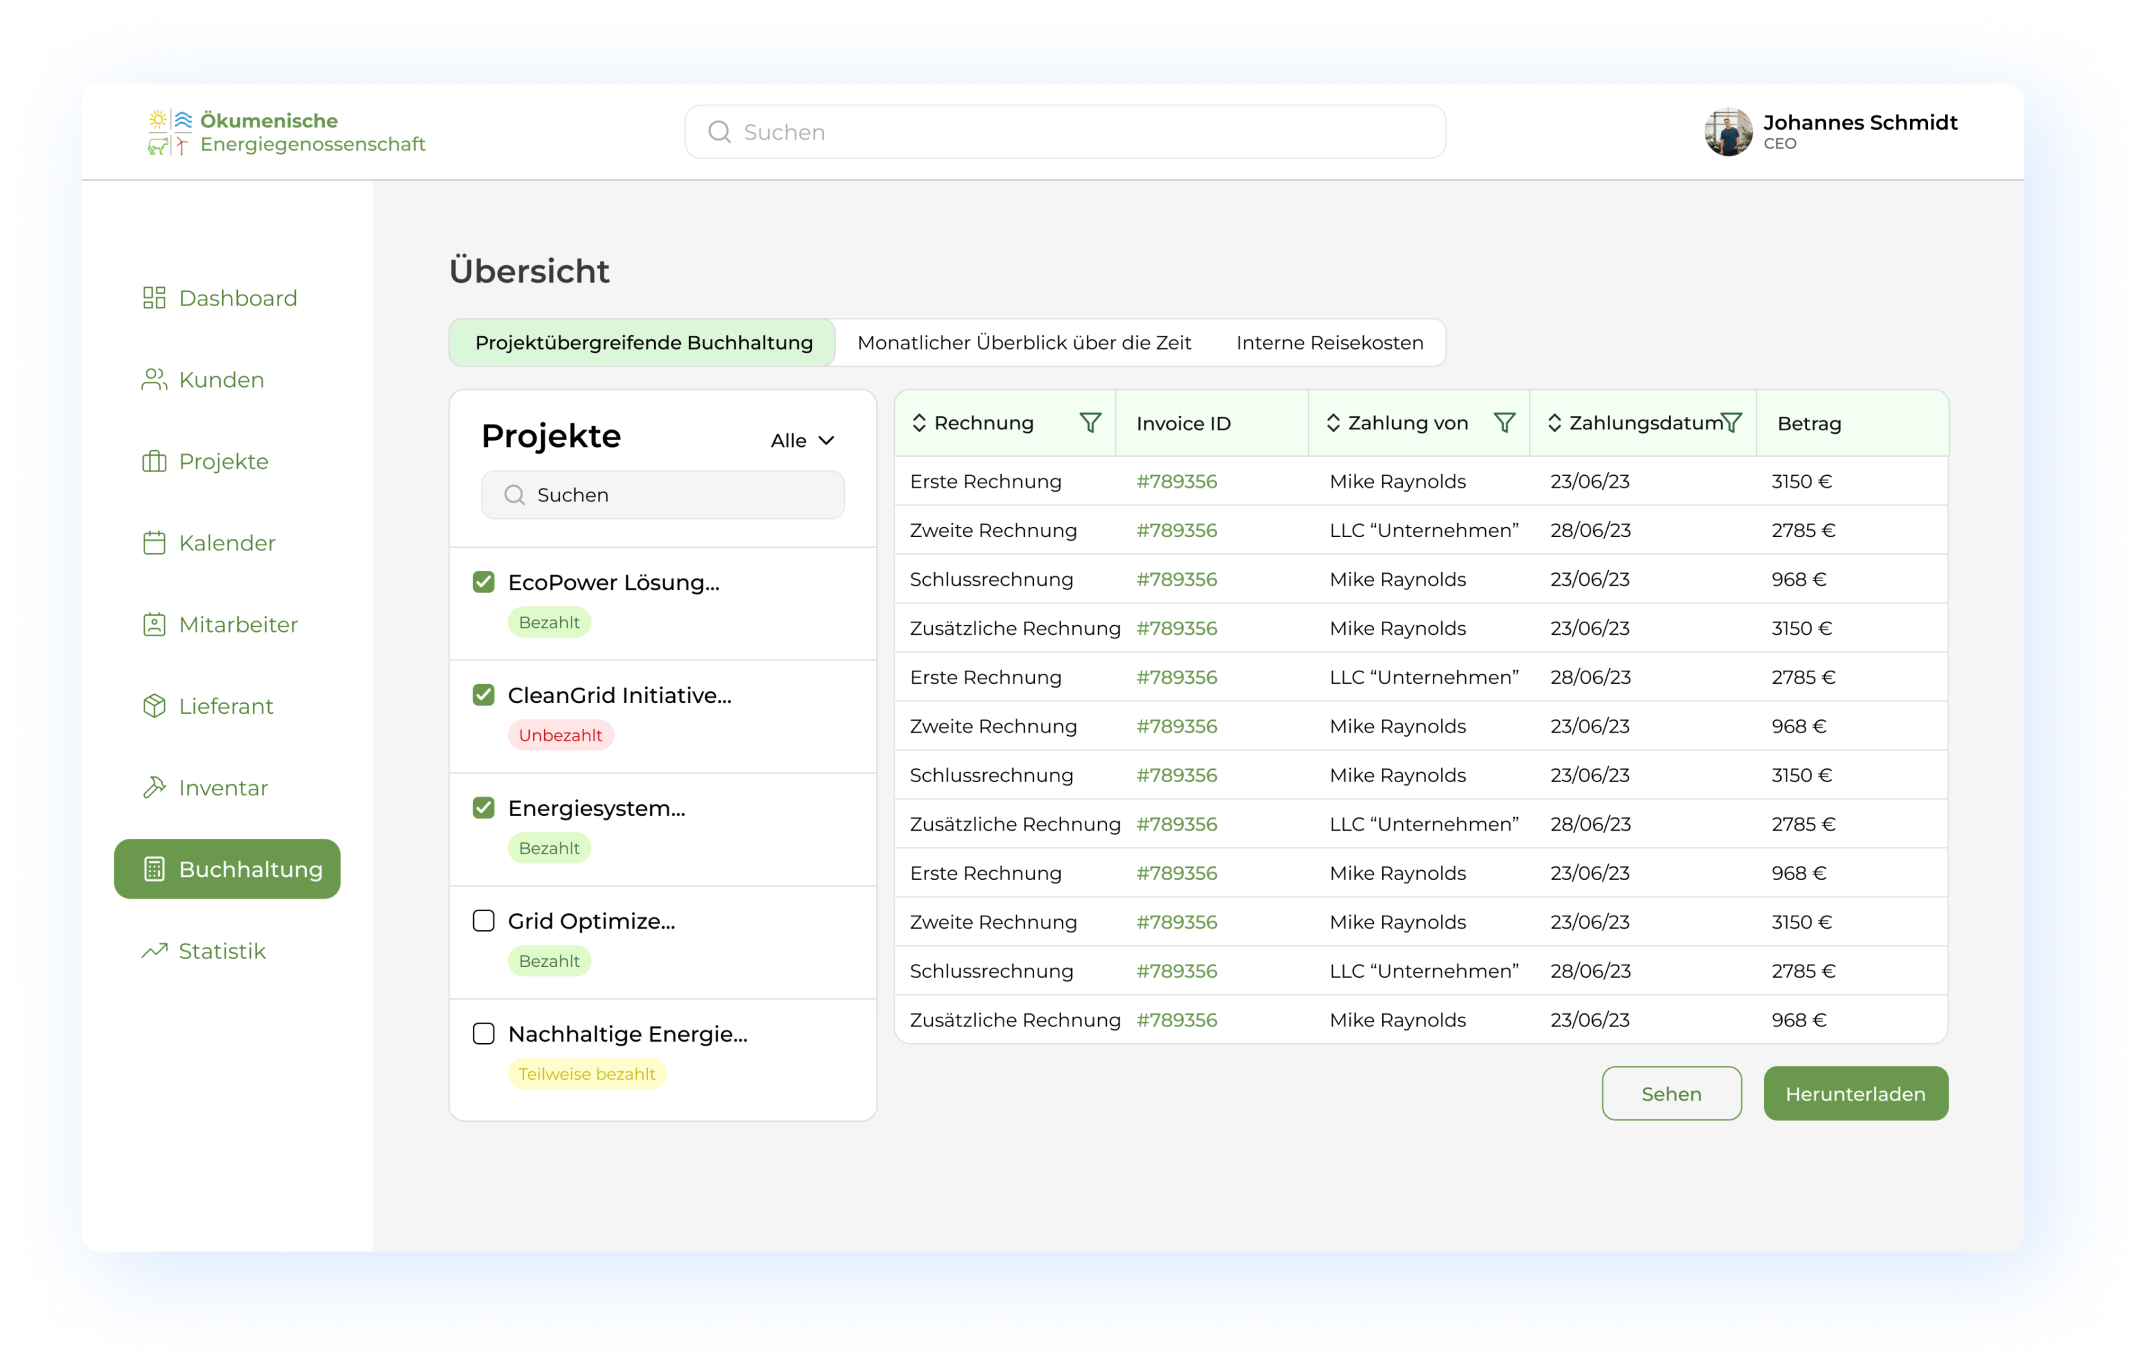 Ökumenische
Energiegenossenschaft
Suchen
Johannes Schmidt
CEO
Dashboard
Kunden
Projekte
Kalender
Mitarbeiter
Lieferant
Inventar
Buchhaltung
Statistik
Übersicht
Projektübergreifende Buchhaltung Monatlicher Überblick über die Zeit Interne Reisekosten
Projekte Alle
Suchen
EcoPower Lösung...
Bezahlt
CleanGrid Initiative...
Unbezahlt
Energiesystem...
Bezahlt
Grid Optimize...
Bezahlt
Nachhaltige Energie...
Teilweise bezahlt
Rechnung Invoice ID Zahlung von Zahlungsdatum Betrag
Erste Rechnung #789356 Mike Raynolds 23/06/23 3150 €
Zweite Rechnung #789356 LLC “Unternehmen” 28/06/23 2785 €
Schlussrechnung #789356 Mike Raynolds 23/06/23 968 €
Zusätzliche Rechnung #789356 Mike Raynolds 23/06/23 3150 €
Erste Rechnung #789356 LLC “Unternehmen” 28/06/23 2785 €
Zweite Rechnung #789356 Mike Raynolds 23/06/23 968 €
Schlussrechnung #789356 Mike Raynolds 23/06/23 3150 €
Zusätzliche Rechnung #789356 LLC “Unternehmen” 28/06/23 2785 €
Erste Rechnung #789356 Mike Raynolds 23/06/23 968 €
Zweite Rechnung #789356 Mike Raynolds 23/06/23 3150 €
Schlussrechnung #789356 LLC “Unternehmen” 28/06/23 2785 €
Zusätzliche Rechnung #789356 Mike Raynolds 23/06/23 968 €
Sehen Herunterladen